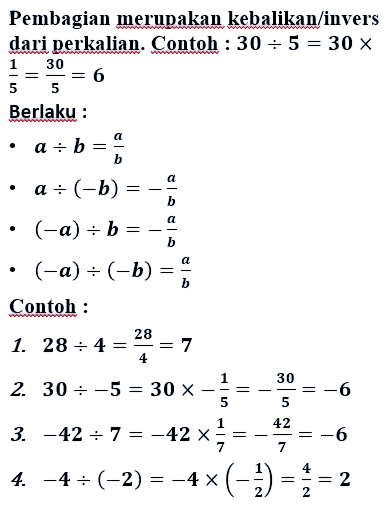 Pembagian merupakan kebalikan/invers
dari perkalian. Contoh : 30 ÷ 5 = 30 ×
1/5 = 30/5 = 6
Berlaku :
• a ÷ b = a/b
• a ÷ (−b) = −a/b
• (−a) ÷ b = −a/b
• (−a) ÷ (−b) = a/b
Contoh :
1. 28 ÷ 4 = 28/4 = 7
2. 30 ÷ −5 = 30 × −1/5 = −30/5 = −6
3. −42 ÷ 7 = −42 × 1/7 = −42/7 = −6
4. −4 ÷ (−2) = −4 × (−1/2) = 4/2 = 2